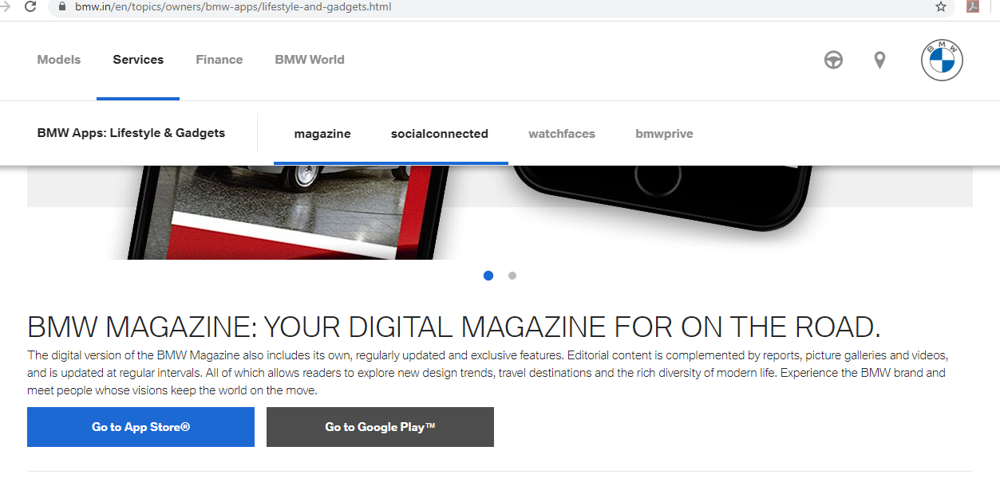 bmw.in/en/topics/owners/bmw-apps/lifestyle-and-gadgets.html
Models Services Finance BMW World
BMW
BMW Apps: Lifestyle & Gadgets magazine socialconnected watchfaces bmwprive
BMW MAGAZINE: YOUR DIGITAL MAGAZINE FOR ON THE ROAD.
The digital version of the BMW Magazine also includes its own, regularly updated and exclusive features. Editorial content is complemented by reports, picture galleries and videos,
and is updated at regular intervals. All of which allows readers to explore new design trends, travel destinations and the rich diversity of modern life. Experience the BMW brand and
meet people whose visions keep the world on the move.
Go to App Store® Go to Google Play™